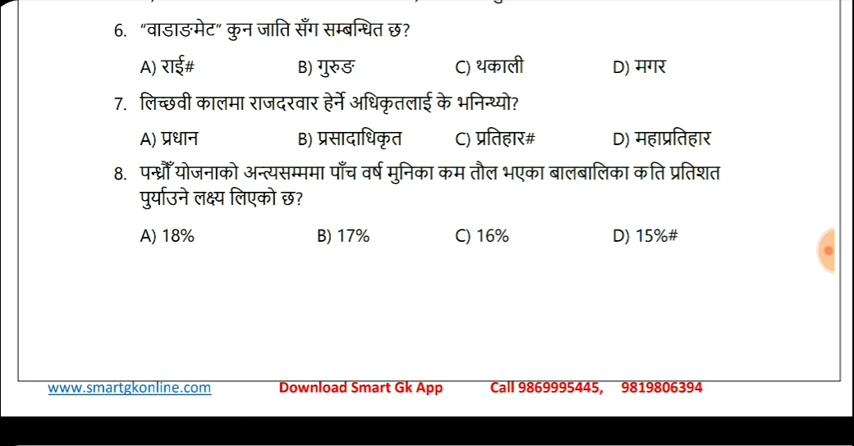 6. “वाडाङमेट“ कुन जाति सँग सम्बन्धित छ?
A) राई# B) गुरुङ C) थकाली D) मगर
7. लिच्छवी कालमा राजदरवार हेर्ने अधिकृतलाई के भनिन्थ्यो?
A) प्रधान B) प्रसादाधिकृत C) प्रतिहार# D) महाप्रतिहार
8. पन्ध्रौँ योजनाको अन्त्यसम्ममा पाँच वर्ष मुनिका कम तौल भएका बालबालिका कति प्रतिशत
पुर्याउने लक्ष्य लिएको छ?
A) 18% B) 17% C) 16% D) 15%#
www.smartgkonline.com Download Smart Gk App Call 9869995445, 9819806394